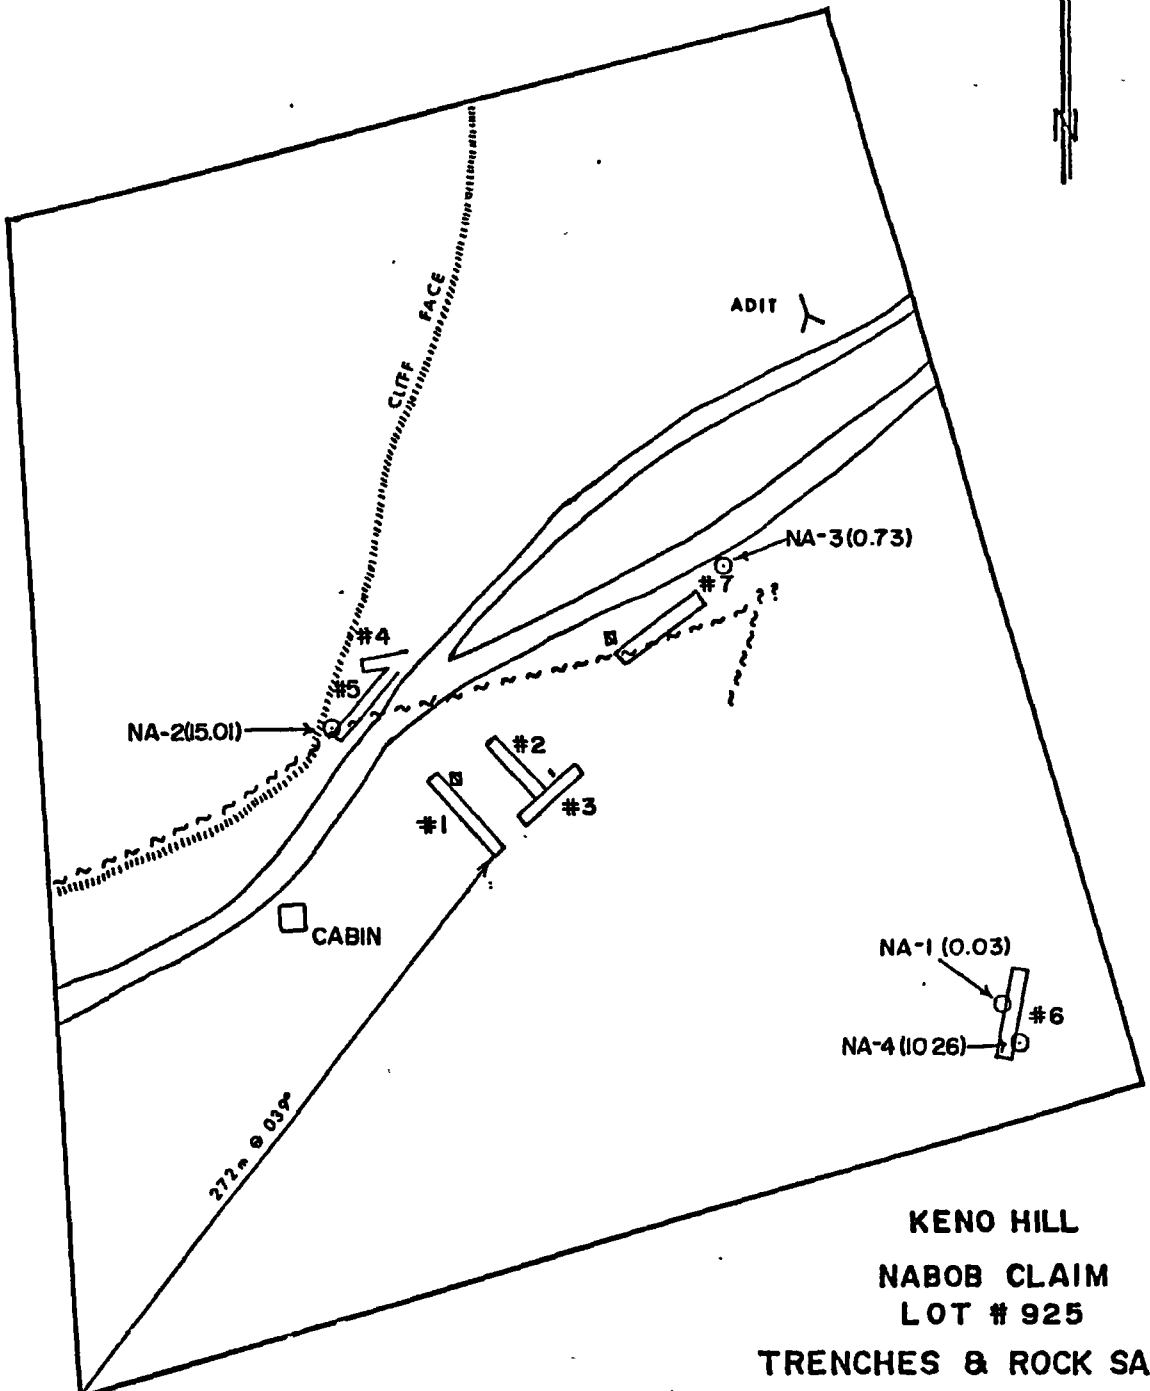 N
ADIT
CLIFF FACE
NA-3(0.73)
#7
??
#4
#5
NA-2(15.01)
#2
#3
#1
CABIN
NA-1 (0.03)
#6
NA-4(10 26)
272m @ 039°
KENO HILL
NABOB CLAIM
LOT # 925
TRENCHES & ROCK SA